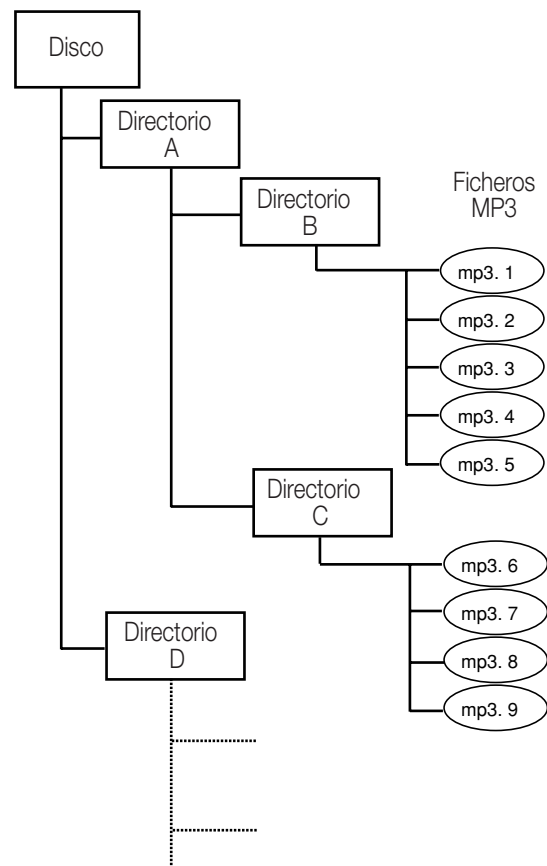 Disco
Directorio
A
Directorio
B
Ficheros
MP3
mp3. 1
mp3. 2
mp3. 3
mp3. 4
mp3. 5
Directorio
C
mp3. 6
mp3. 7
mp3. 8
mp3. 9
Directorio
D